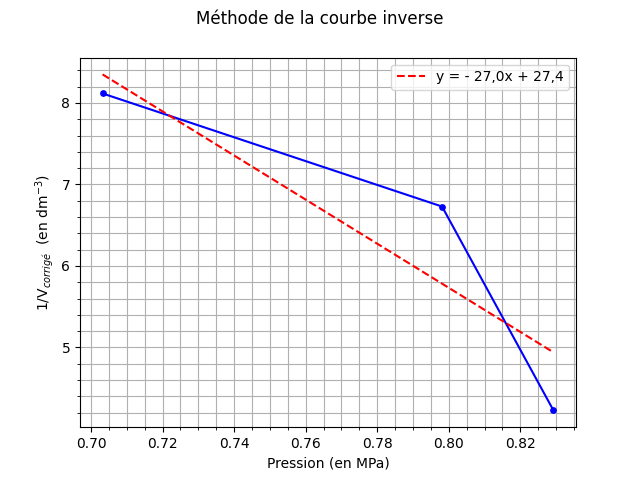 Méthode de la courbe inverse
y = - 27,0x + 27,4
1/V_corrigé (en dm⁻³)
8
7
6
5
0.70 0.72 0.74 0.76 0.78 0.80 0.82
Pression (en MPa)